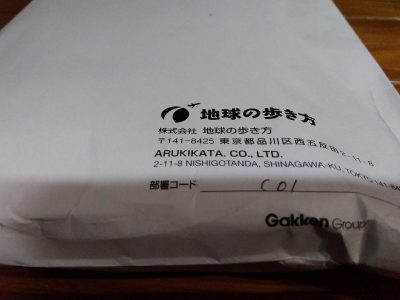 地球の歩き方
株式会社 地球の歩き方
〒141-8425 東京都品川区西五反田2-11-8
ARUKIKATA. CO., LTD.
2-11-8 NISHIGOTANDA, SHINAGAWA-KU, TOKYO 141-8
部署コード C01
Gakken Group